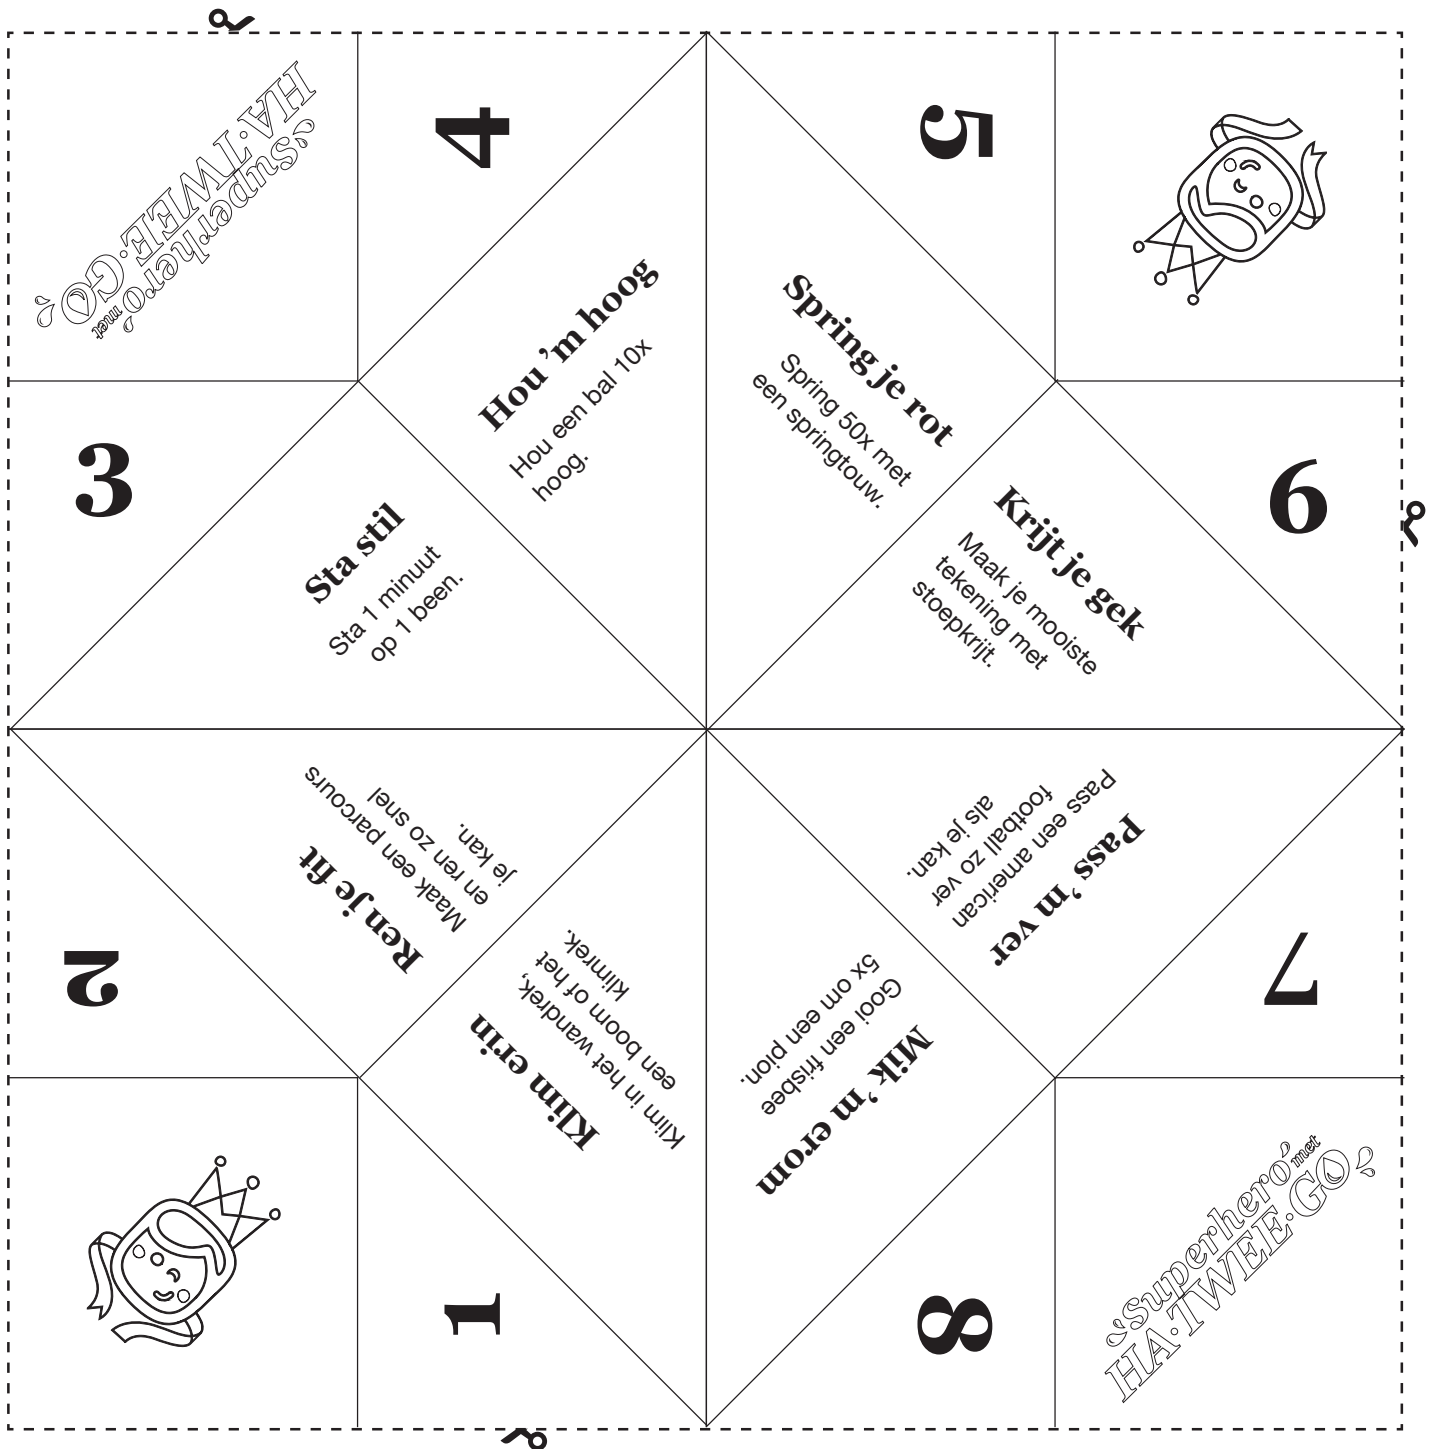 HA·TWEE·GO
Superhero
met
4
5
Hou ’m hoog
Hou een bal 10x
hoog.
Spring je rot
Spring 50x met
een springtouw.
3
Sta stil
Sta 1 minuut
op 1 been.
Krijt je gek
Maak je mooiste
tekening met
stoepkrijt.
6
2
Ren je fit
Maak een parcours
en ren zo snel
je kan.
Pass ’m ver
Pass een american
football zo ver
als je kan.
7
Klim erin
Klim in het wandrek,
een boom of het
klimrek.
Mik ’m erom
Gooi een frisbee
5x om een pion.
1
8
Superhero
met
HA·TWEE·GO